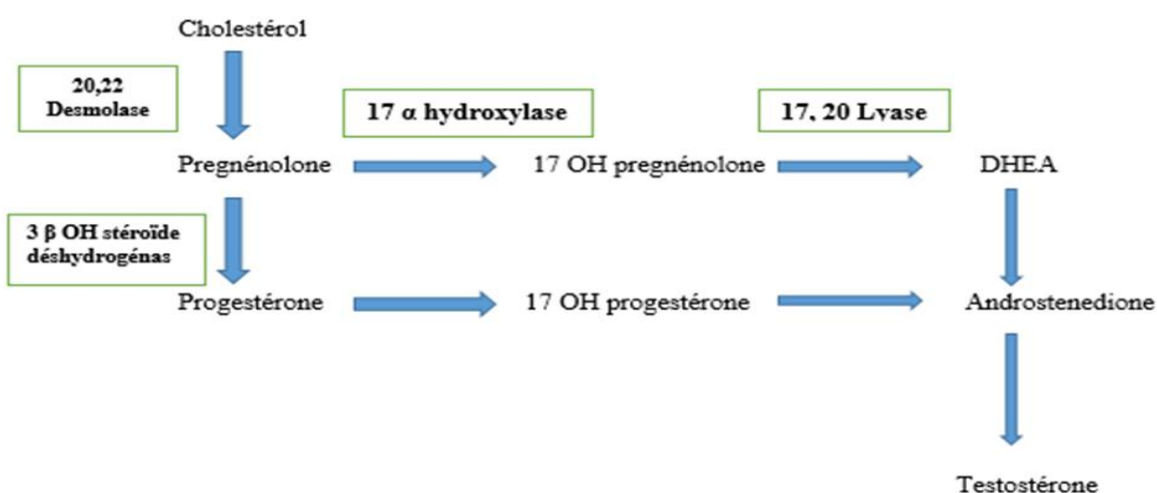 Cholestérol
20,22
Desmolase
17 α hydroxylase
17, 20 Lyase
Pregnénolone
17 OH pregnénolone
DHEA
3 β OH stéroïde
déshydrogénas
Progestérone
17 OH progestérone
Androstenedione
Testostérone